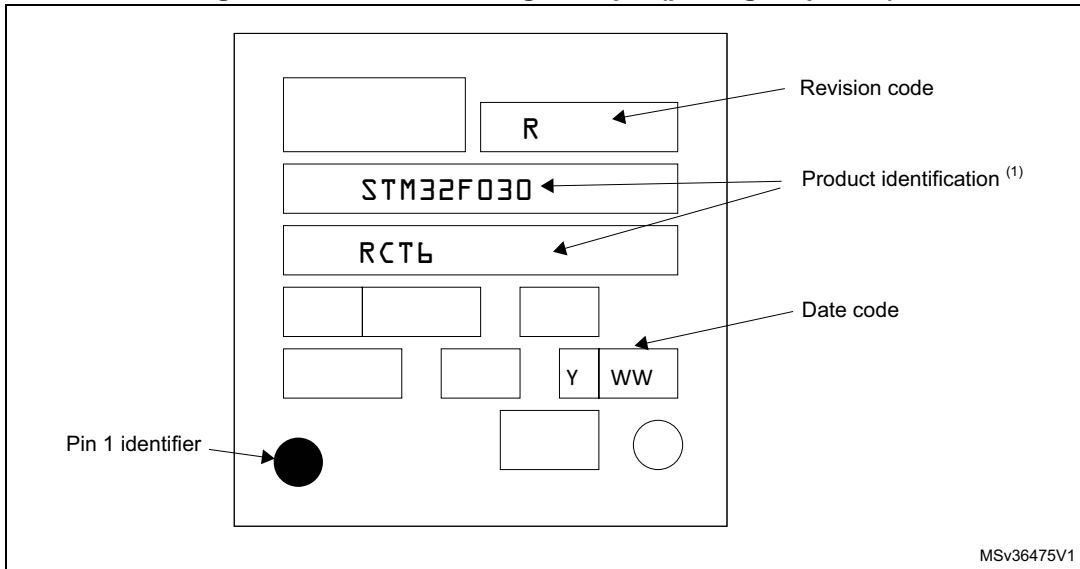 Revision code
R
Product identification (1)
STM32F030
RCT6
Date code
Y WW
Pin 1 identifier
MSv36475V1